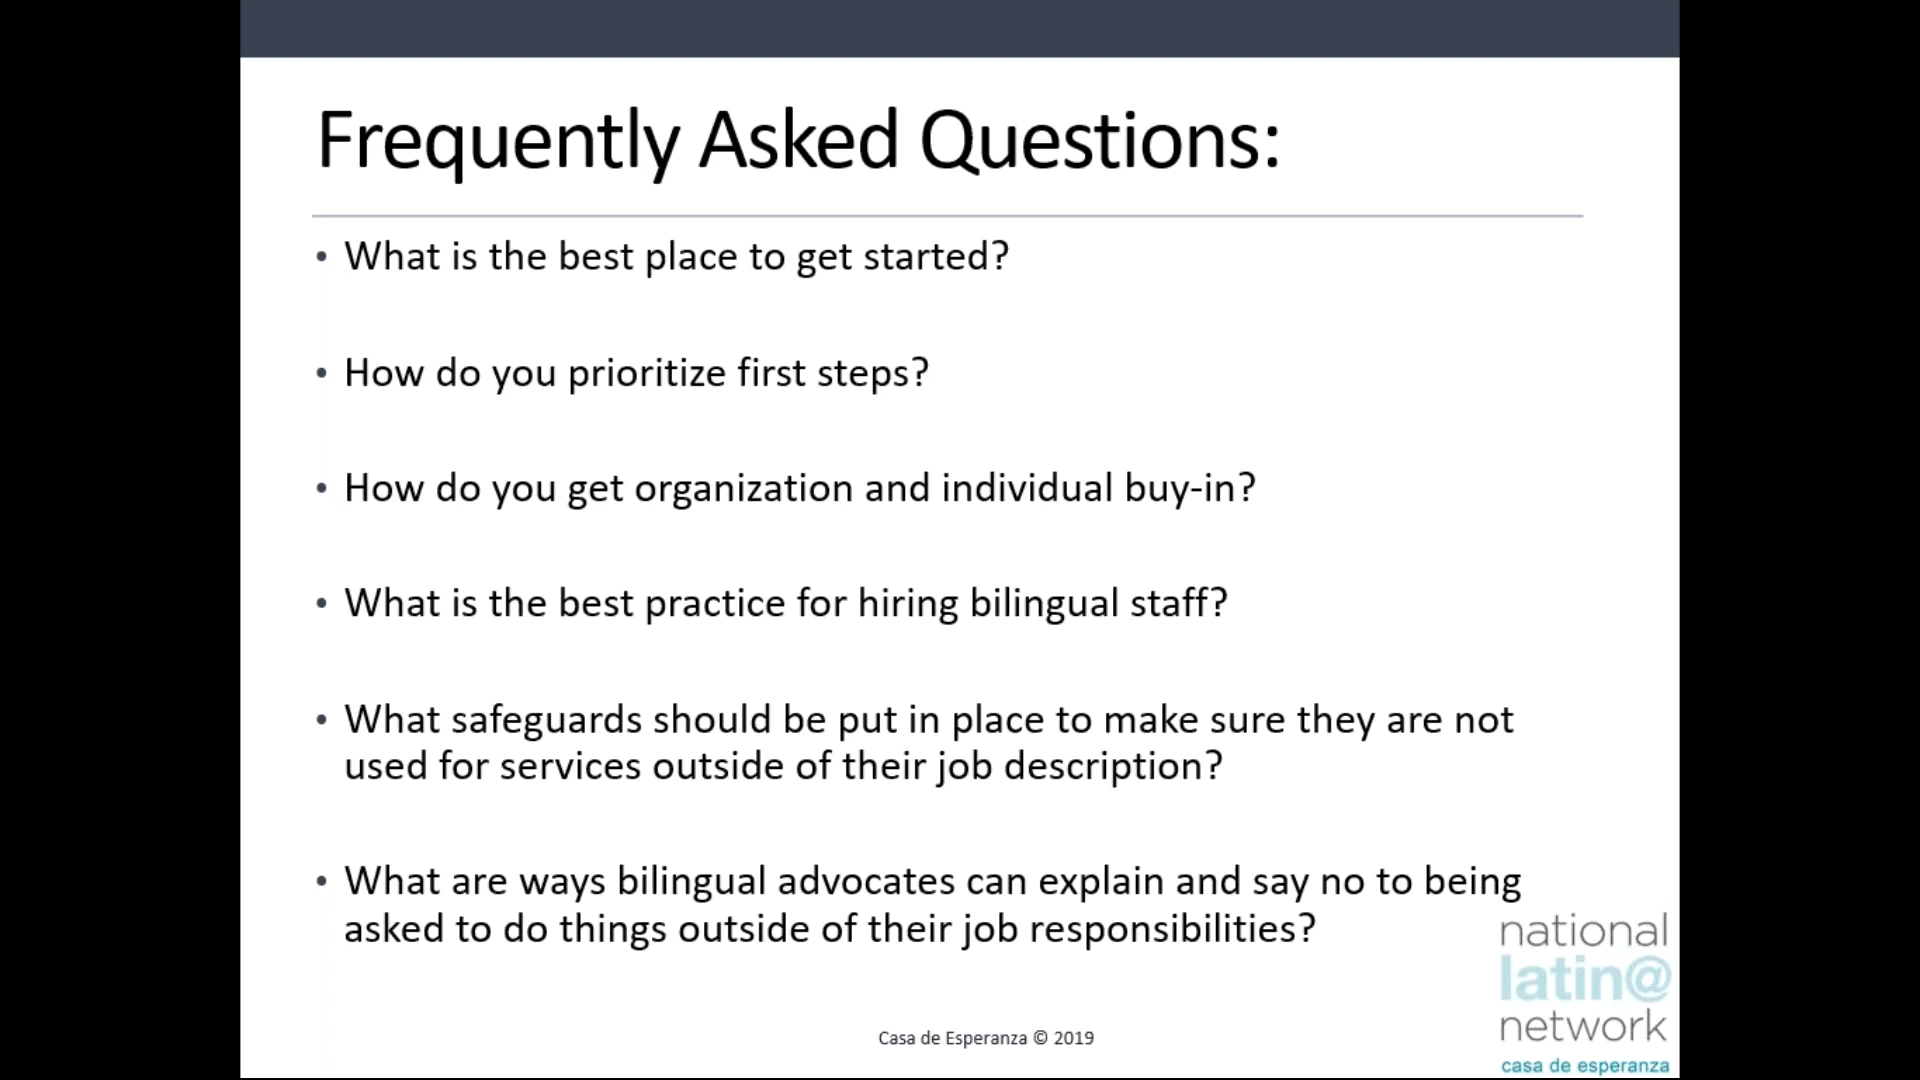 Frequently Asked Questions:
• What is the best place to get started?
• How do you prioritize first steps?
• How do you get organization and individual buy-in?
• What is the best practice for hiring bilingual staff?
• What safeguards should be put in place to make sure they are not
used for services outside of their job description?
• What are ways bilingual advocates can explain and say no to being
asked to do things outside of their job responsibilities?
national
latin@
network
casa de esperanza
Casa de Esperanza © 2019